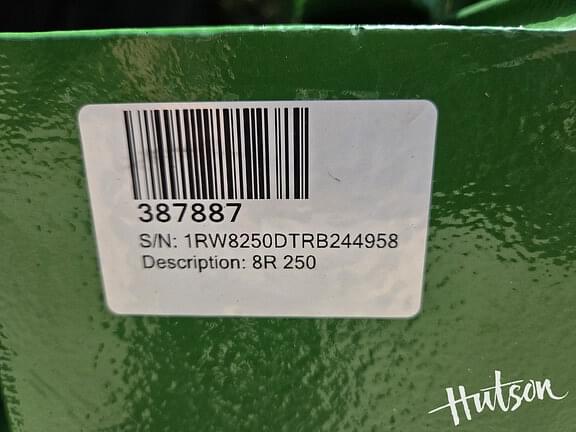 387887
S/N: 1RW8250DTRB244958
Description: 8R 250
Hutson